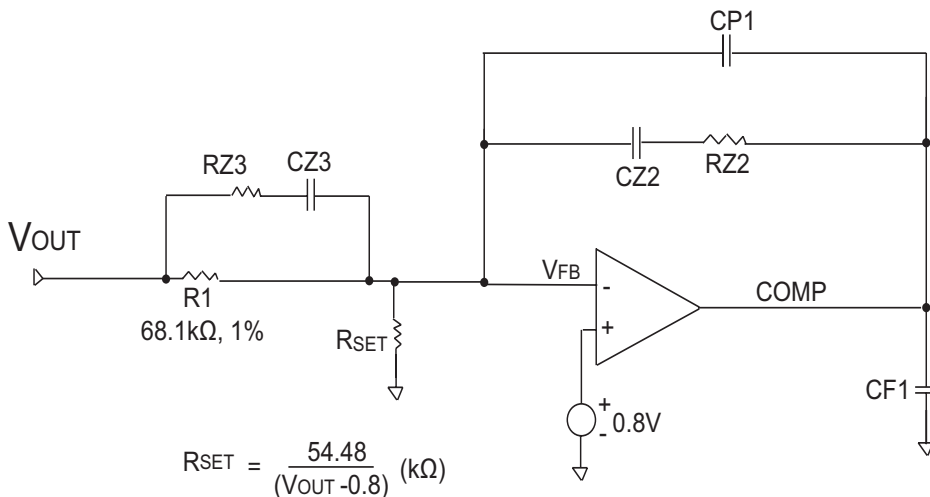 CP1
CZ2
RZ2
RZ3
CZ3
VOUT
R1
68.1kΩ, 1%
RSET
VFB
-
+
COMP
+
-
0.8V
CF1
RSET = 54.48 / (VOUT -0.8) (kΩ)